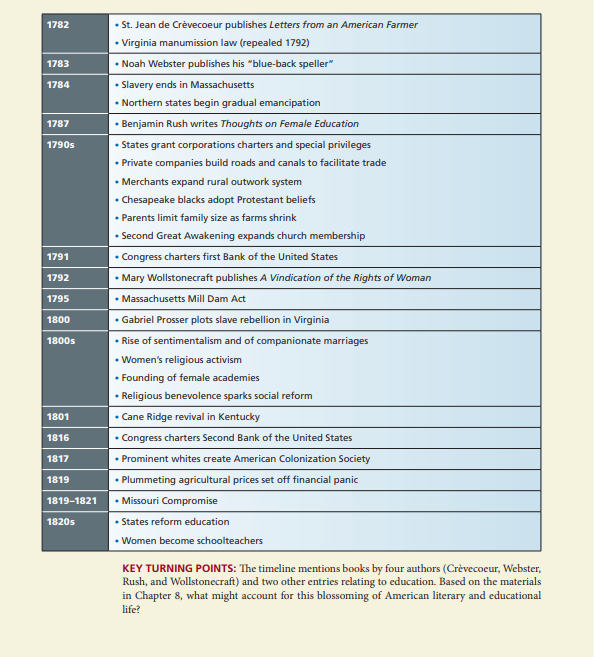 1782
• St. Jean de Crèvecoeur publishes Letters from an American Farmer
• Virginia manumission law (repealed 1792)
1783
• Noah Webster publishes his "blue-back speller"
1784
• Slavery ends in Massachusetts
• Northern states begin gradual emancipation
1787
• Benjamin Rush writes Thoughts on Female Education
1790s
• States grant corporations charters and special privileges
• Private companies build roads and canals to facilitate trade
• Merchants expand rural outwork system
• Chesapeake blacks adopt Protestant beliefs
• Parents limit family size as farms shrink
• Second Great Awakening expands church membership
1791
• Congress charters first Bank of the United States
1792
• Mary Wollstonecraft publishes A Vindication of the Rights of Woman
1795
• Massachusetts Mill Dam Act
1800
• Gabriel Prosser plots slave rebellion in Virginia
1800s
• Rise of sentimentalism and of companionate marriages
• Women's religious activism
• Founding of female academies
• Religious benevolence sparks social reform
1801
• Cane Ridge revival in Kentucky
1816
• Congress charters Second Bank of the United States
1817
• Prominent whites create American Colonization Society
1819
• Plummeting agricultural prices set off financial panic
1819–1821
• Missouri Compromise
1820s
• States reform education
• Women become schoolteachers
KEY TURNING POINTS: The timeline mentions books by four authors (Crèvecoeur, Webster,
Rush, and Wollstonecraft) and two other entries relating to education. Based on the materials
in Chapter 8, what might account for this blossoming of American literary and educational
life?